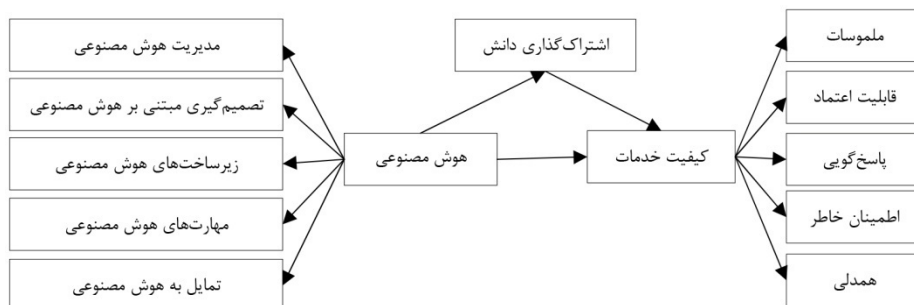 اشتراک‌گذاری دانش
ملموسات
قابلیت اعتماد
پاسخ‌گویی
اطمینان خاطر
همدلی
کیفیت خدمات
هوش مصنوعی
مدیریت هوش مصنوعی
تصمیم‌گیری مبتنی بر هوش مصنوعی
زیرساخت‌های هوش مصنوعی
مهارت‌های هوش مصنوعی
تمایل به هوش مصنوعی